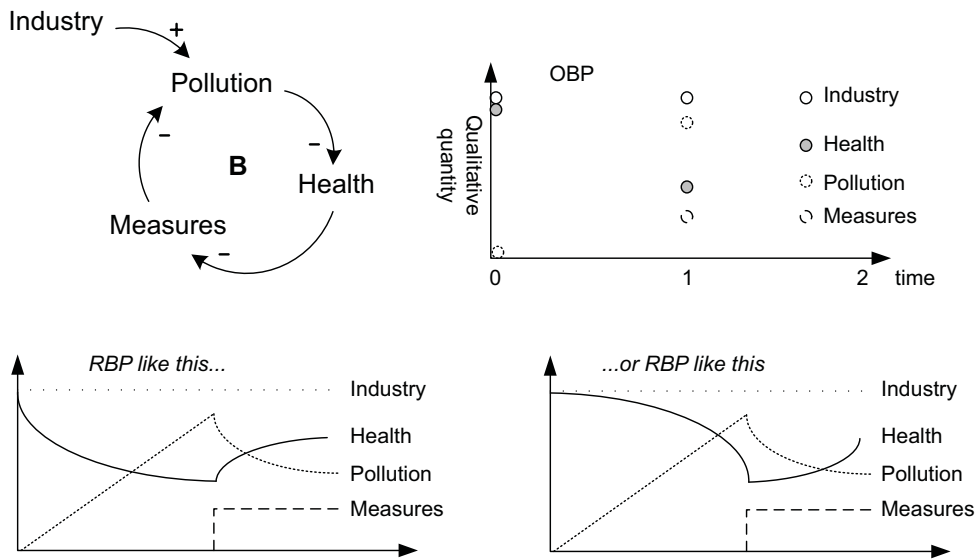 Industry
+
Pollution
–
–
B
Health
Measures
–
OBP
Qualitative
quantity
Industry
Health
Pollution
Measures
0
1
2
time
RBP like this...
Industry
Health
Pollution
Measures
...or RBP like this
Industry
Health
Pollution
Measures